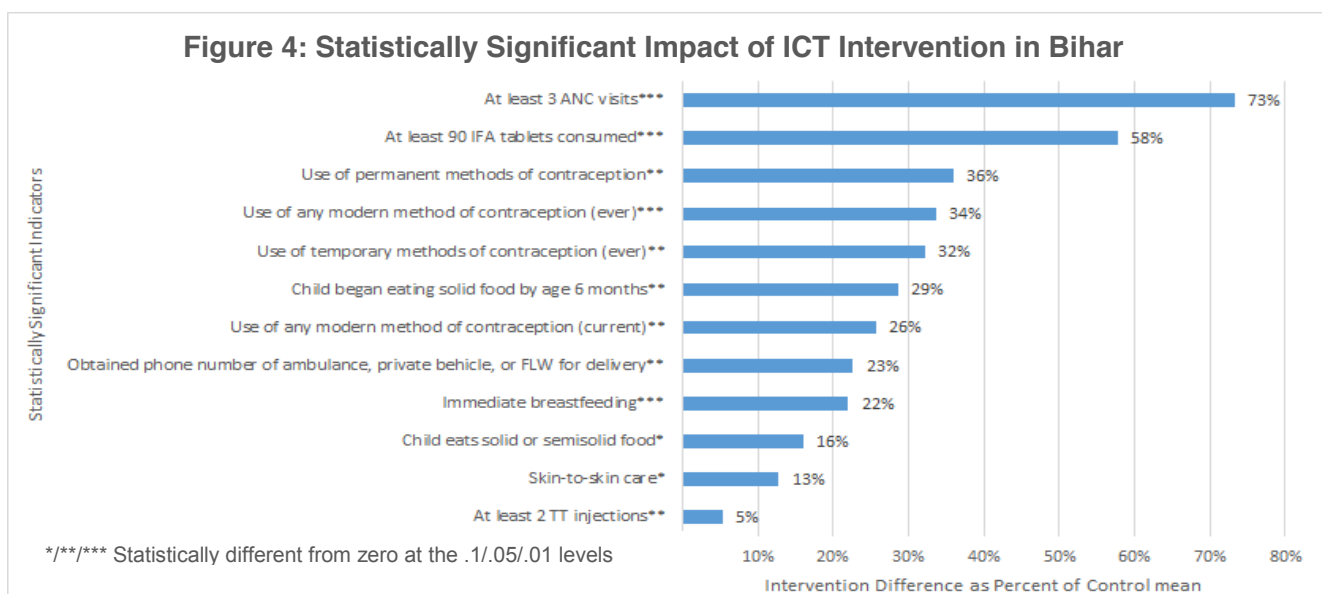 Figure 4: Statistically Significant Impact of ICT Intervention in Bihar
Statistically Significant Indicators
At least 3 ANC visits*** 73%
At least 90 IFA tablets consumed*** 58%
Use of permanent methods of contraception** 36%
Use of any modern method of contraception (ever)*** 34%
Use of temporary methods of contraception (ever)** 32%
Child began eating solid food by age 6 months** 29%
Use of any modern method of contraception (current)** 26%
Obtained phone number of ambulance, private behicle, or FLW for delivery** 23%
Immediate breastfeeding*** 22%
Child eats solid or semisolid food* 16%
Skin-to-skin care* 13%
At least 2 TT injections** 5%
*/**/*** Statistically different from zero at the .1/.05/.01 levels
10% 20% 30% 40% 50% 60% 70% 80%
Intervention Difference as Percent of Control mean